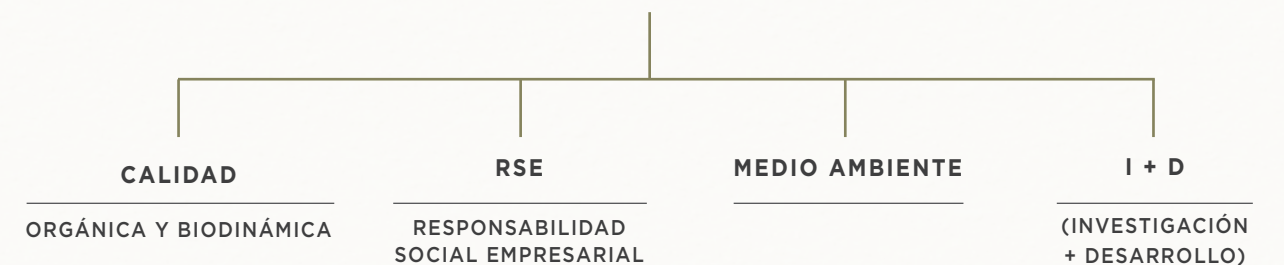 CALIDAD
ORGÁNICA Y BIODINÁMICA
RSE
RESPONSABILIDAD
SOCIAL EMPRESARIAL
MEDIO AMBIENTE
I + D
(INVESTIGACIÓN
+ DESARROLLO)